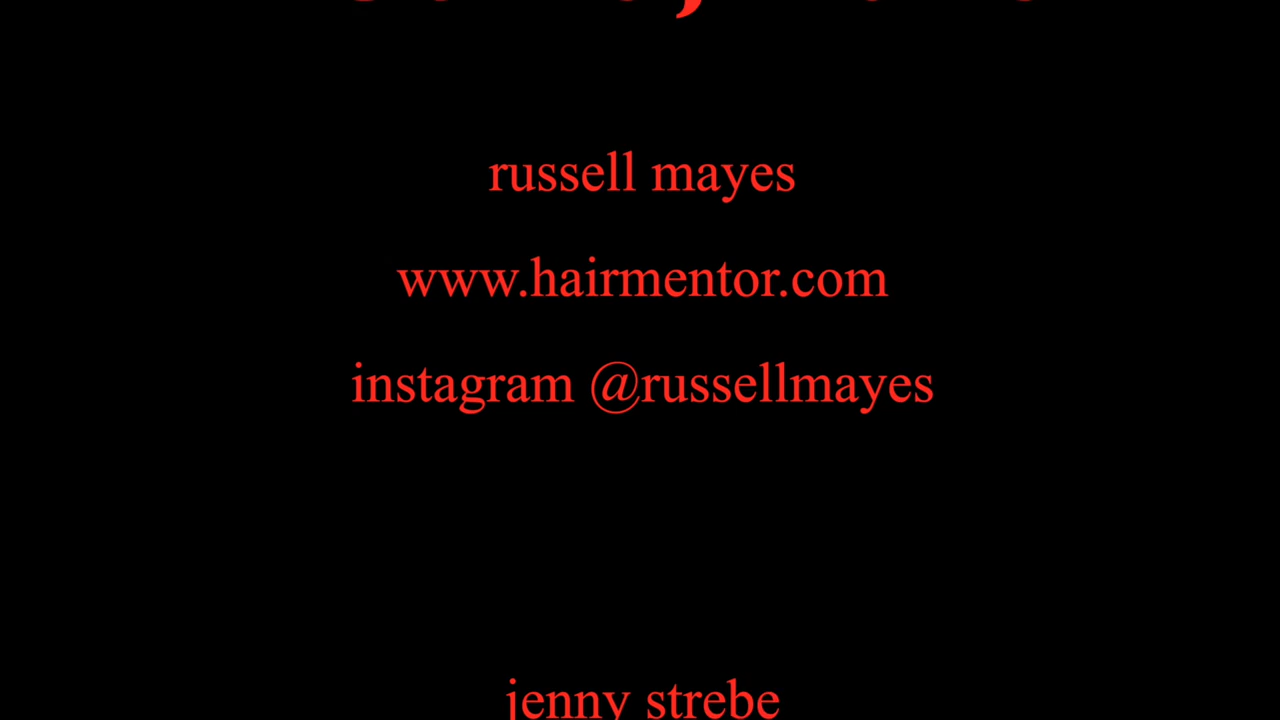 russell mayes
www.hairmentor.com
instagram @russellmayes
jenny strebe